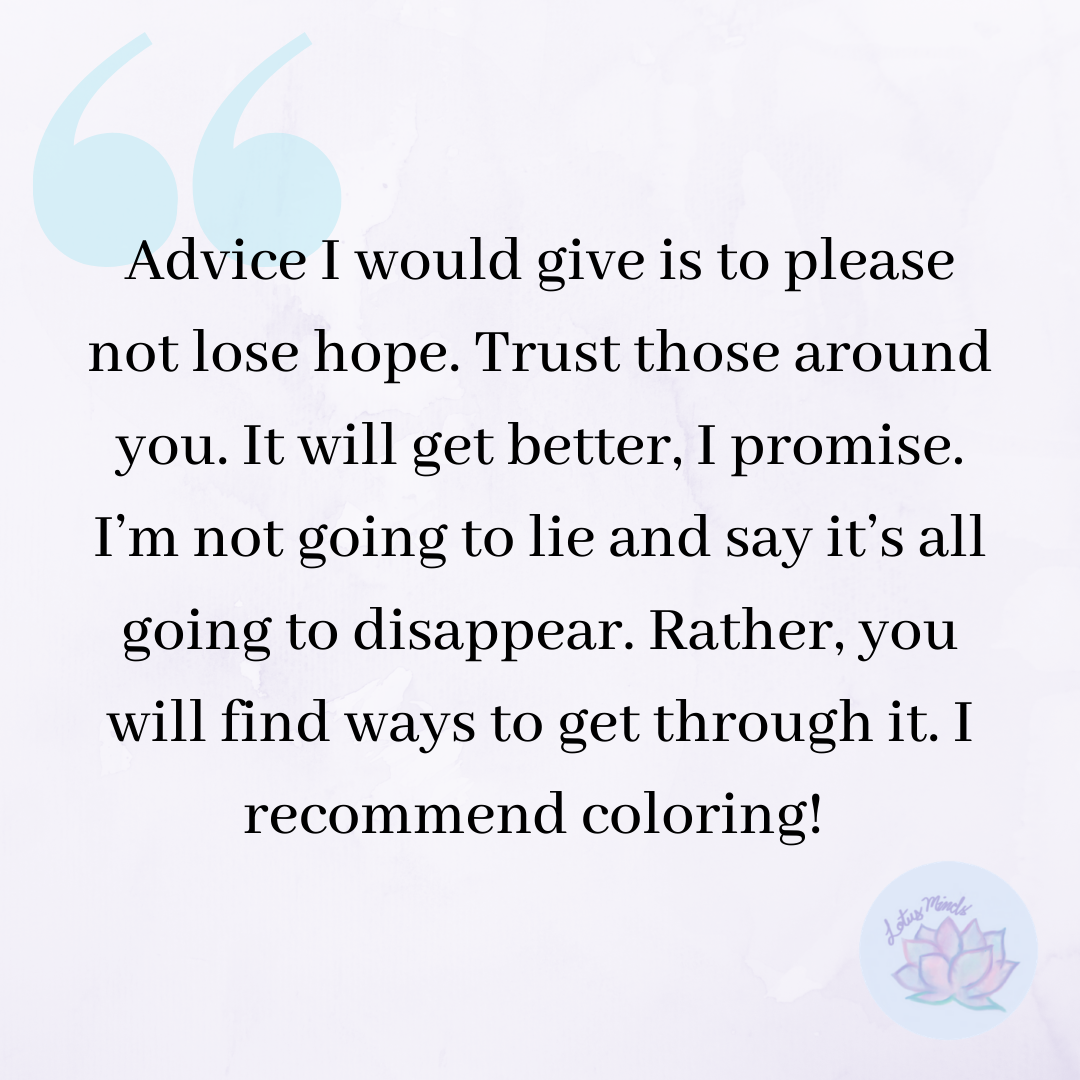 Advice I would give is to please
not lose hope. Trust those around
you. It will get better, I promise.
I’m not going to lie and say it’s all
going to disappear. Rather, you
will find ways to get through it. I
recommend coloring!
Lotus Minds